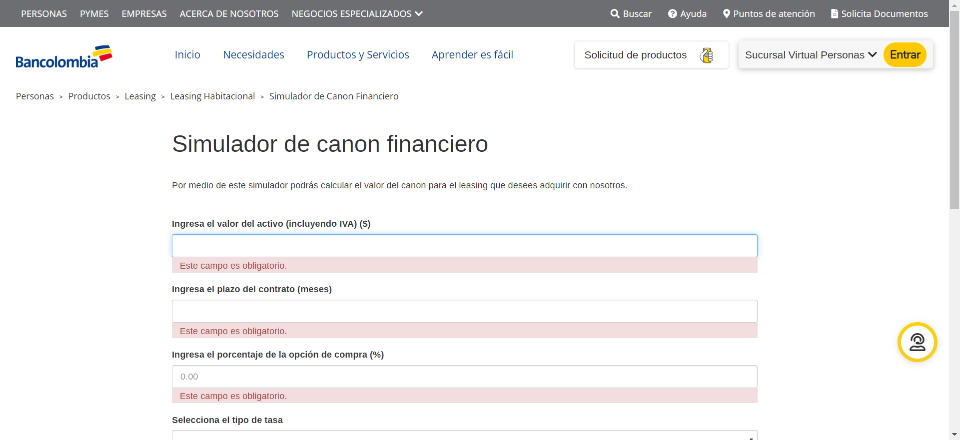 PERSONAS PYMES EMPRESAS ACERCA DE NOSOTROS NEGOCIOS ESPECIALIZADOS Buscar Ayuda Puntos de atención Solicita Documentos
Bancolombia Inicio Necesidades Productos y Servicios Aprender es fácil Solicitud de productos Sucursal Virtual Personas Entrar
Personas > Productos > Leasing > Leasing Habitacional > Simulador de Canon Financiero
Simulador de canon financiero
Por medio de este simulador podrás calcular el valor del canon para el leasing que desees adquirir con nosotros.
Ingresa el valor del activo (incluyendo IVA) ($)
Este campo es obligatorio.
Ingresa el plazo del contrato (meses)
Este campo es obligatorio.
Ingresa el porcentaje de la opción de compra (%)
0.00
Este campo es obligatorio.
Selecciona el tipo de tasa